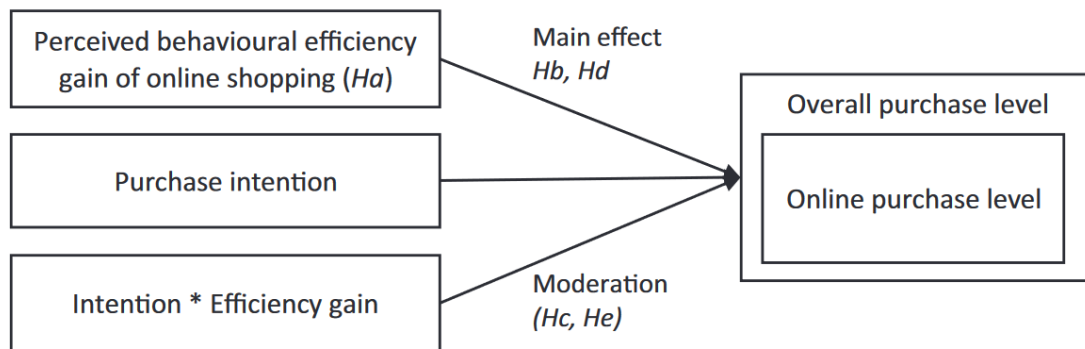 Perceived behavioural efficiency
gain of online shopping (Ha)
Main effect
Hb, Hd
Overall purchase level
Purchase intention
Online purchase level
Intention * Efficiency gain
Moderation
(Hc, He)